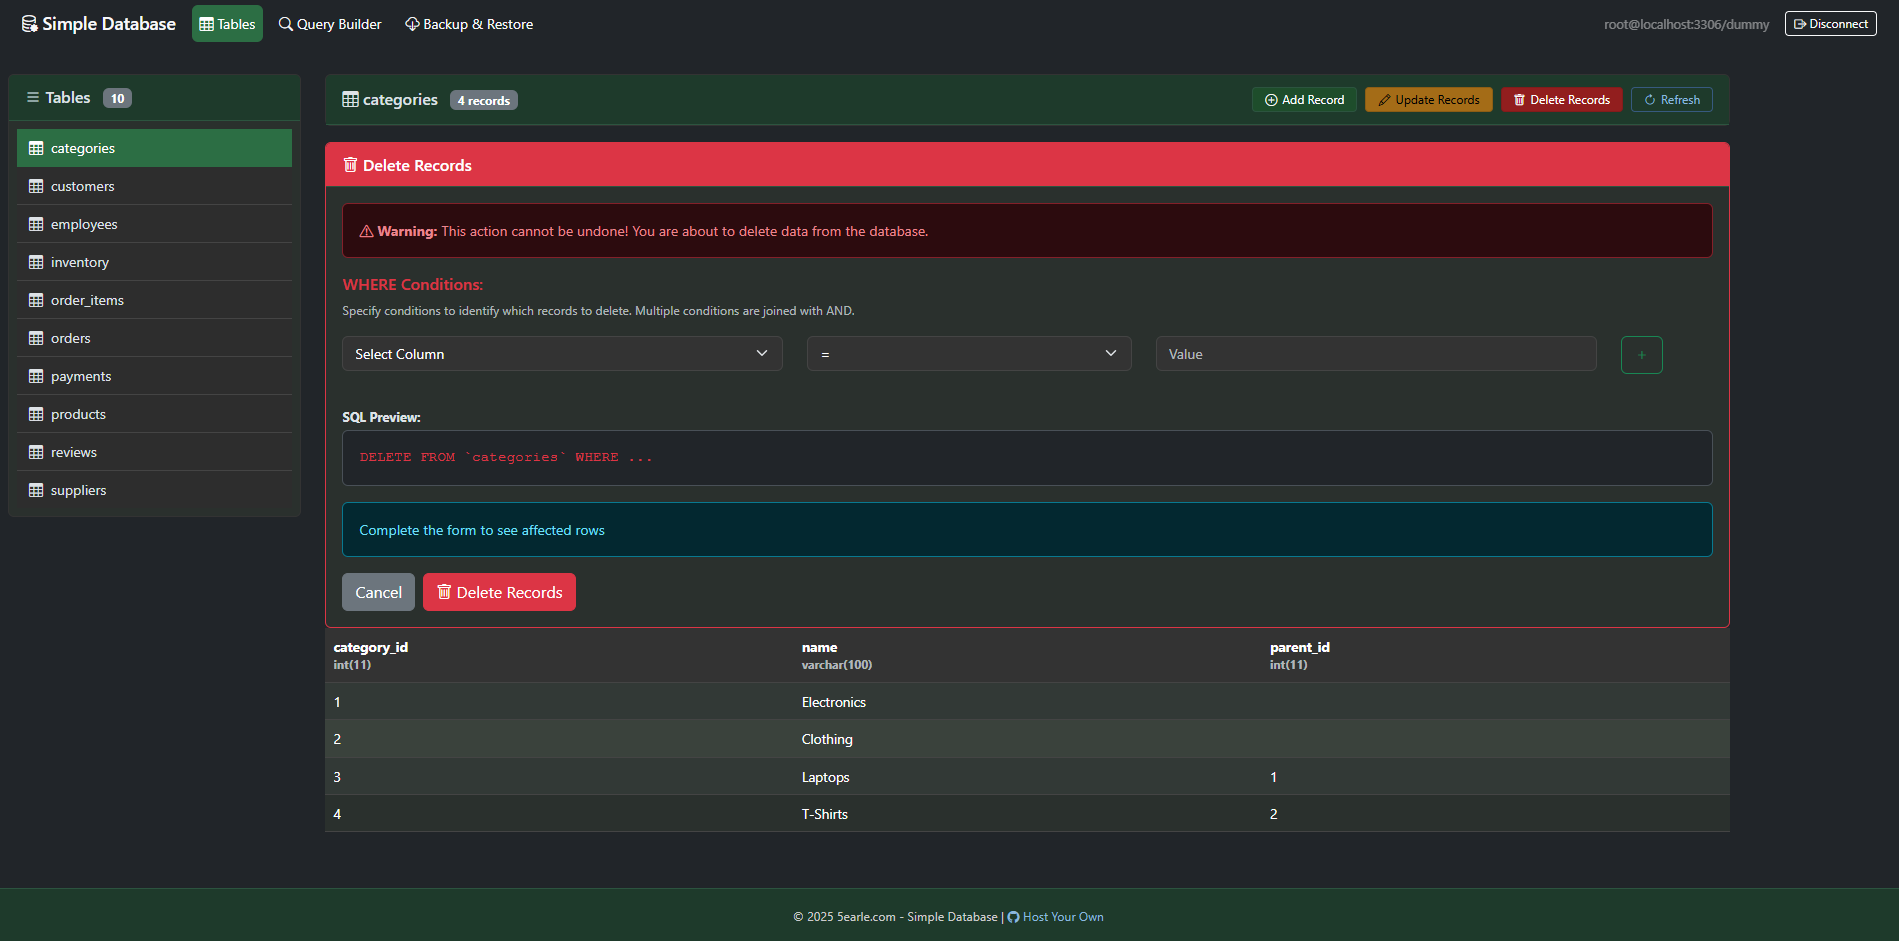 Simple Database Tables Query Builder Backup & Restore root@localhost:3306/dummy Disconnect
Tables 10
categories
customers
employees
inventory
order_items
orders
payments
products
reviews
suppliers
categories 4 records Add Record Update Records Delete Records Refresh
Delete Records
Warning: This action cannot be undone! You are about to delete data from the database.
WHERE Conditions:
Specify conditions to identify which records to delete. Multiple conditions are joined with AND.
Select Column = Value +
SQL Preview:
DELETE FROM `categories` WHERE ...
Complete the form to see affected rows
Cancel Delete Records
category_id name parent_id
int(11) varchar(100) int(11)
1 Electronics
2 Clothing
3 Laptops 1
4 T-Shirts 2
© 2025 5earle.com - Simple Database | Host Your Own